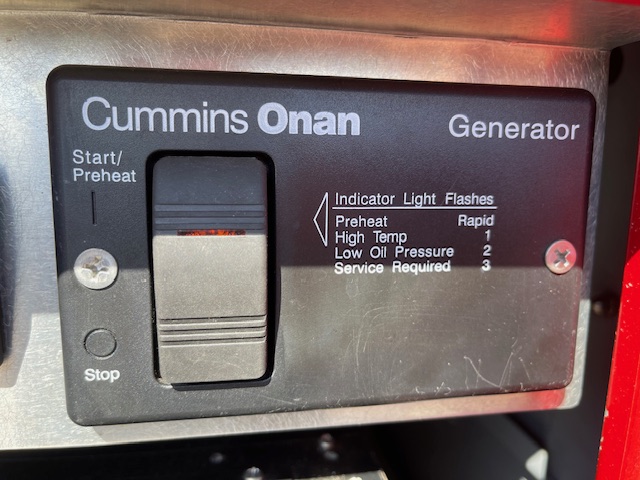 Cummins Onan
Generator
Start/
Preheat
Indicator Light Flashes
Preheat Rapid
High Temp 1
Low Oil Pressure 2
Service Required 3
Stop